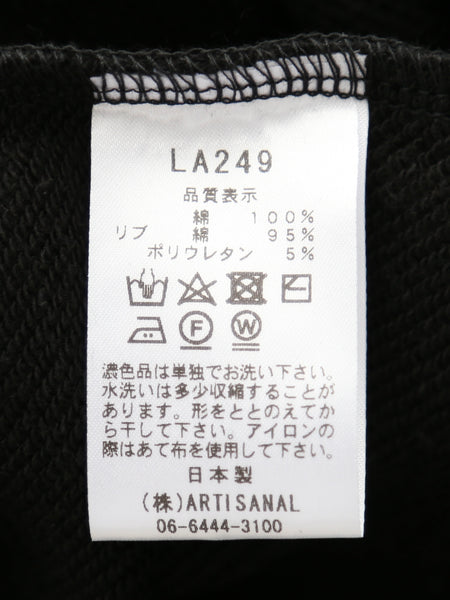 LA249
品質表示
綿 100%
リブ 綿 95%
ポリウレタン 5%
F W
濃色品は単独でお洗い下さい。
水洗いは多少収縮することが
あります。形をととのえてか
ら干して下さい。アイロンの
際はあて布を使用して下さい。
日本製
(株)ARTISANAL
06-6444-3100